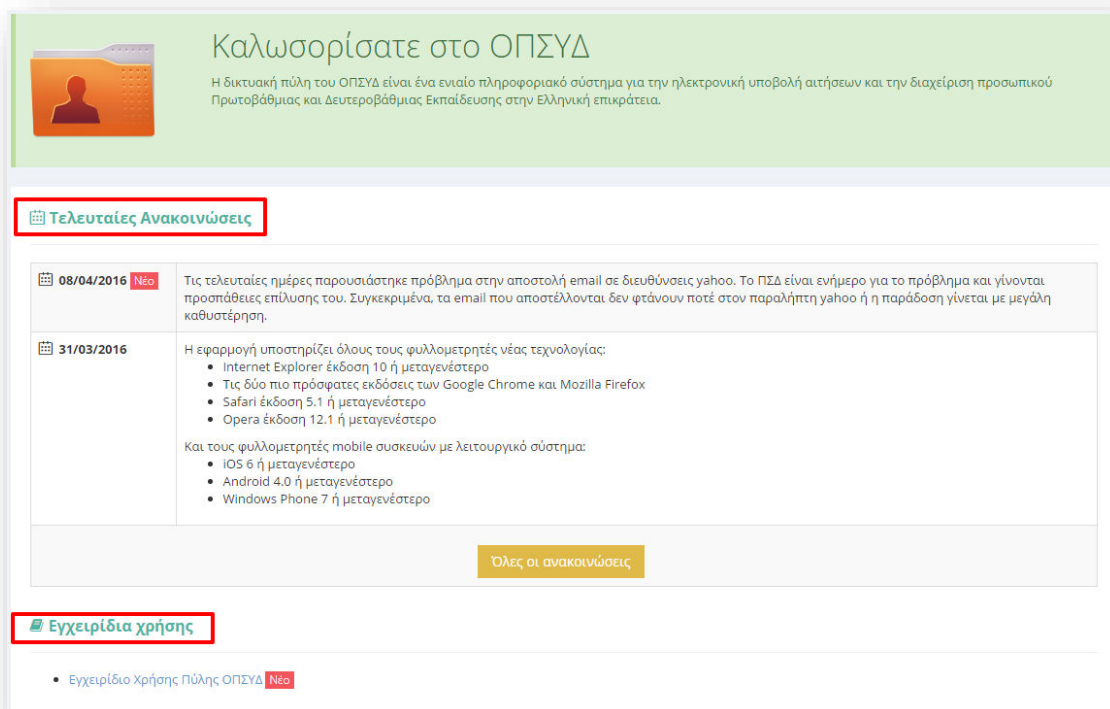 Καλωσορίσατε στο ΟΠΣΥΔ
Η δικτυακή πύλη του ΟΠΣΥΔ είναι ένα ενιαίο πληροφοριακό σύστημα για την ηλεκτρονική υποβολή αιτήσεων και την διαχείριση προσωπικού
Πρωτοβάθμιας και Δευτεροβάθμιας Εκπαίδευσης στην Ελληνική επικράτεια.
Τελευταίες Ανακοινώσεις
08/04/2016 Νέο
Τις τελευταίες ημέρες παρουσιάστηκε πρόβλημα στην αποστολή email σε διευθύνσεις yahoo. Το ΠΣΔ είναι ενήμερο για το πρόβλημα και γίνονται
προσπάθειες επίλυσης του. Συγκεκριμένα, τα email που αποστέλλονται δεν φτάνουν ποτέ στον παραλήπτη yahoo ή η παράδοση γίνεται με μεγάλη
καθυστέρηση.
31/03/2016
Η εφαρμογή υποστηρίζει όλους τους φυλλομετρητές νέας τεχνολογίας:
• Internet Explorer έκδοση 10 ή μεταγενέστερο
• Τις δύο πιο πρόσφατες εκδόσεις των Google Chrome και Mozilla Firefox
• Safari έκδοση 5.1 ή μεταγενέστερο
• Opera έκδοση 12.1 ή μεταγενέστερο
Και τους φυλλομετρητές mobile συσκευών με λειτουργικό σύστημα:
• iOS 6 ή μεταγενέστερο
• Android 4.0 ή μεταγενέστερο
• Windows Phone 7 ή μεταγενέστερο
Όλες οι ανακοινώσεις
Εγχειρίδια χρήσης
• Εγχειρίδιο Χρήσης Πύλης ΟΠΣΥΔ Νέο